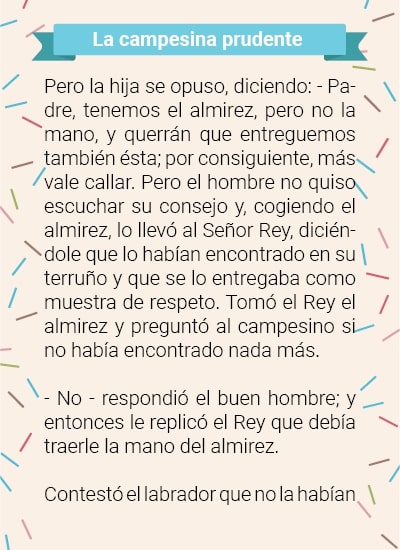 La campesina prudente
Pero la hija se opuso, diciendo: - Pa-
dre, tenemos el almirez, pero no la
mano, y querrán que entreguemos
también ésta; por consiguiente, más
vale callar. Pero el hombre no quiso
escuchar su consejo y, cogiendo el
almirez, lo llevó al Señor Rey, dicién-
dole que lo habían encontrado en su
terruño y que se lo entregaba como
muestra de respeto. Tomó el Rey el
almirez y preguntó al campesino si
no había encontrado nada más.
- No - respondió el buen hombre; y
entonces le replicó el Rey que debía
traerle la mano del almirez.
Contestó el labrador que no la habían